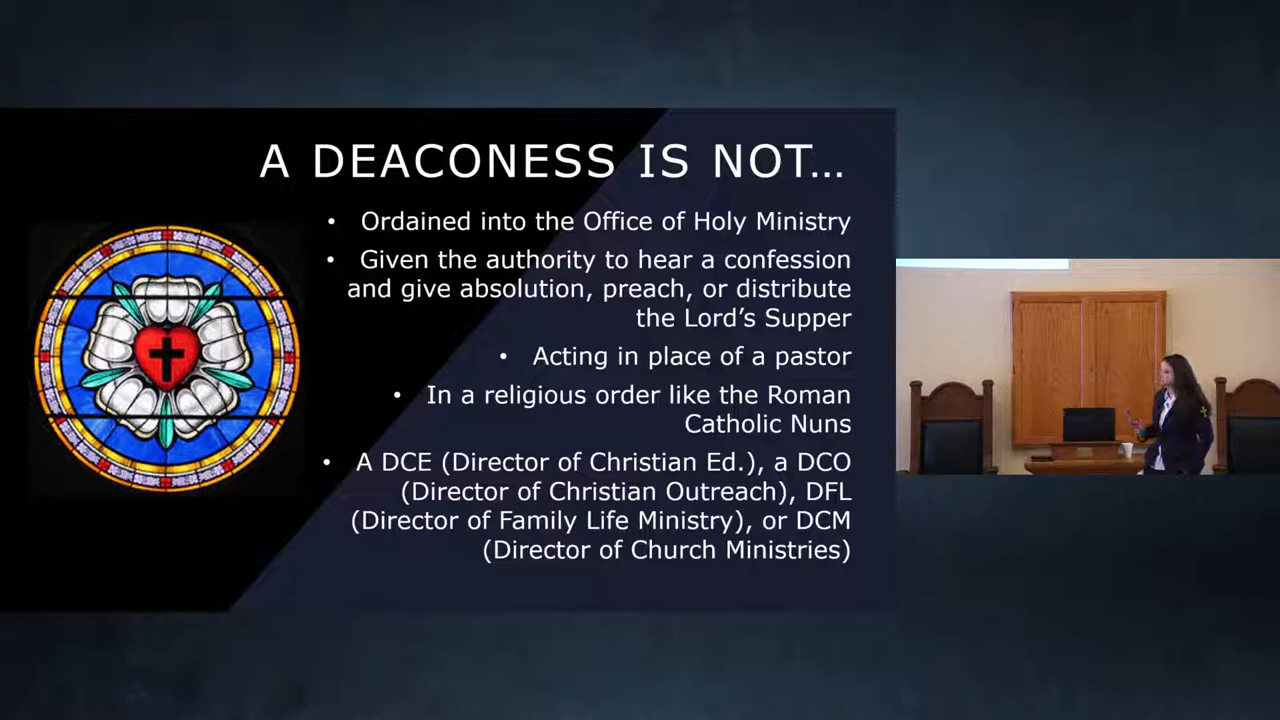 A DEACONESS IS NOT...
• Ordained into the Office of Holy Ministry
• Given the authority to hear a confession
and give absolution, preach, or distribute
the Lord’s Supper
• Acting in place of a pastor
• In a religious order like the Roman
Catholic Nuns
• A DCE (Director of Christian Ed.), a DCO
(Director of Christian Outreach), DFL
(Director of Family Life Ministry), or DCM
(Director of Church Ministries)